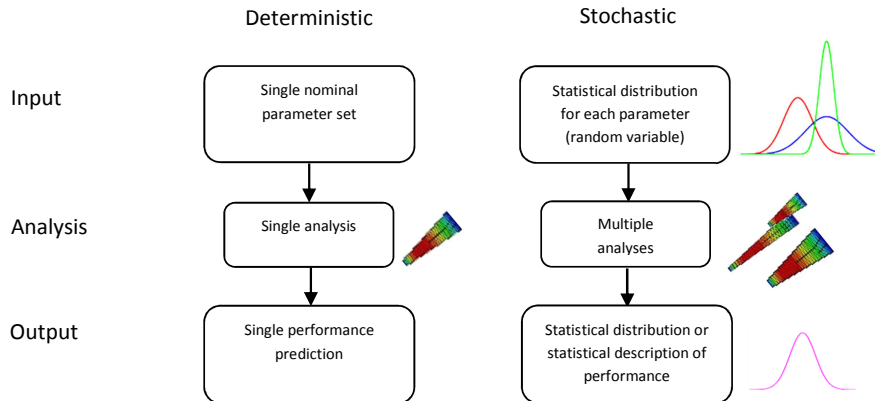 Deterministic
Stochastic
Input
Single nominal
parameter set
Statistical distribution
for each parameter
(random variable)
Analysis
Single analysis
Multiple
analyses
Output
Single performance
prediction
Statistical distribution or
statistical description of
performance